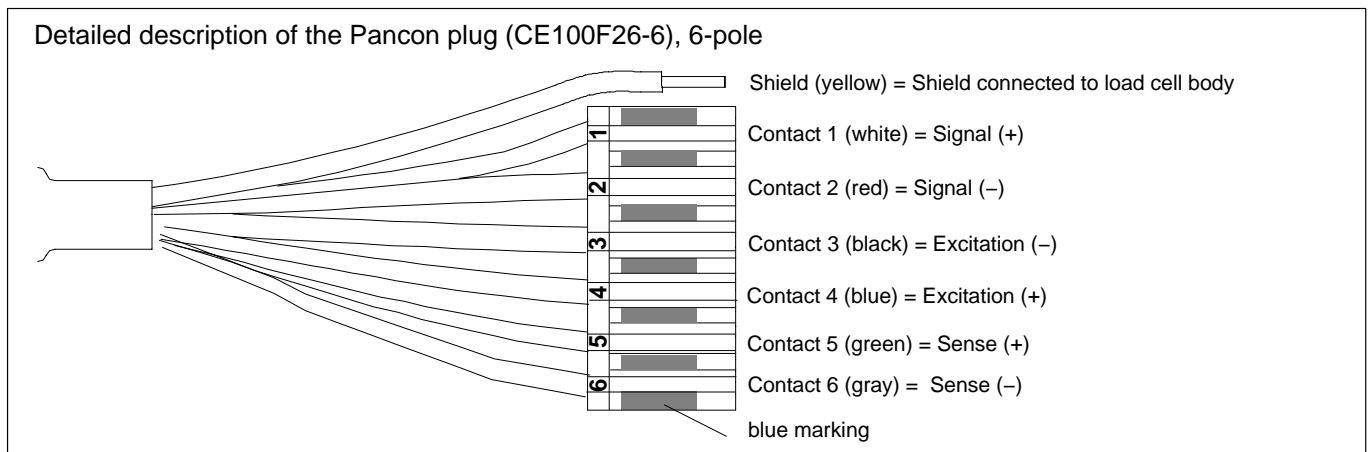 Detailed description of the Pancon plug (CE100F26-6), 6-pole
Shield (yellow) = Shield connected to load cell body
1
Contact 1 (white) = Signal (+)
2
Contact 2 (red) = Signal (−)
3
Contact 3 (black) = Excitation (−)
4
Contact 4 (blue) = Excitation (+)
5
Contact 5 (green) = Sense (+)
6
Contact 6 (gray) = Sense (−)
blue marking